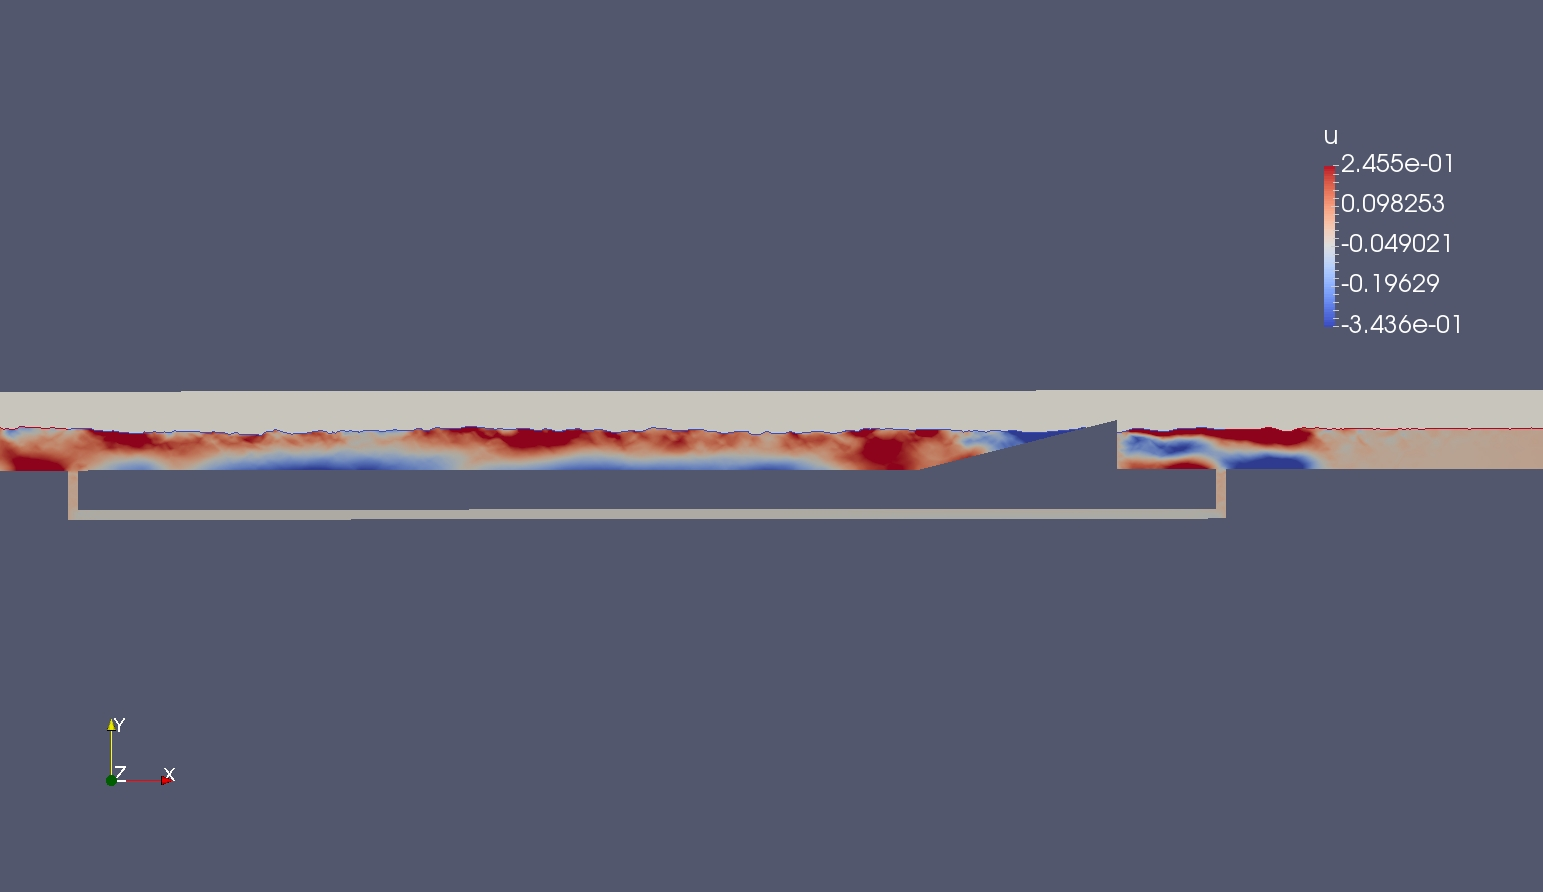 u
2.455e-01
0.098253
-0.049021
-0.19629
-3.436e-01
Y
Z X